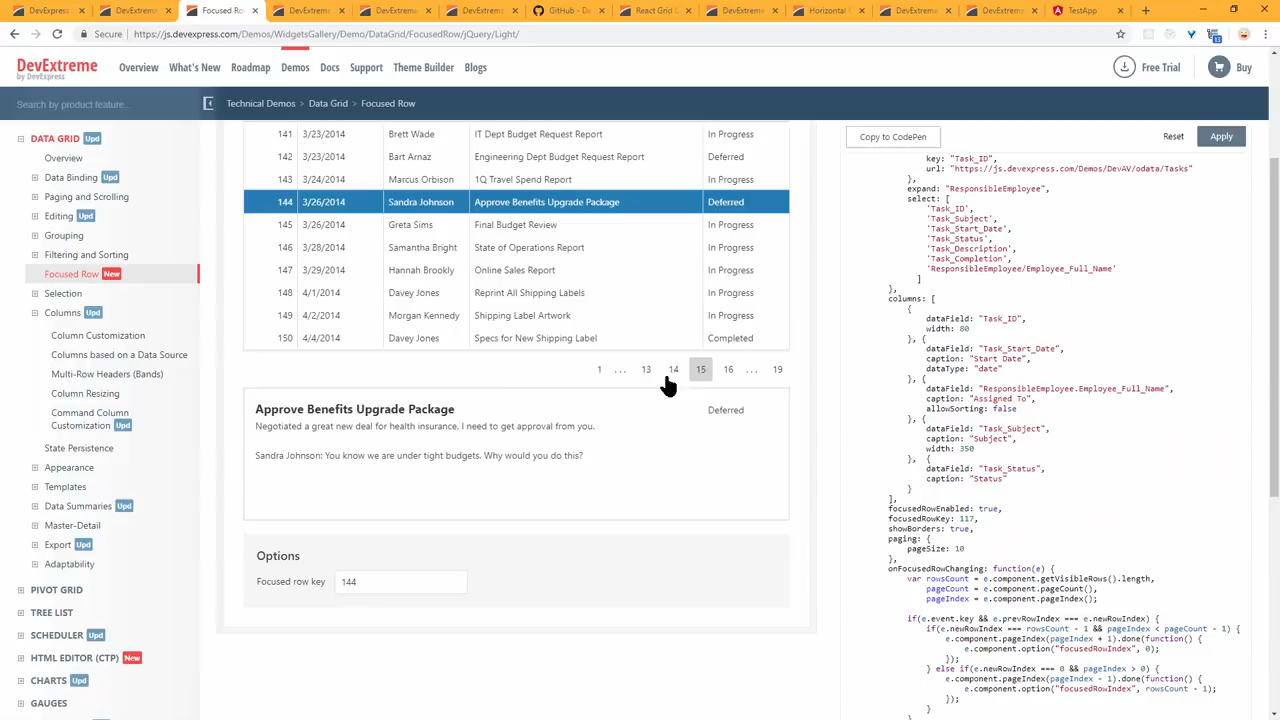 DevExpress
DevExtreme
Focused Ro
DevExtreme
DevExtreme
DevExtreme
GitHub - De
React Grid C
DevExtreme
Horizontal
DevExtreme
DevExtreme
TestApp
Secure | https://js.devexpress.com/Demos/WidgetsGallery/Demo/DataGrid/FocusedRow/jQuery/Light/
DevExtreme
by DevExpress
Overview What's New Roadmap Demos Docs Support Theme Builder Blogs
Free Trial
Buy
Search by product feature...
Technical Demos > Data Grid > Focused Row
DATA GRID Upd
Overview
Data Binding Upd
Paging and Scrolling
Editing Upd
Grouping
Filtering and Sorting
Focused Row New
Selection
Columns Upd
Column Customization
Columns based on a Data Source
Multi-Row Headers (Bands)
Column Resizing
Command Column
Customization Upd
State Persistence
Appearance
Templates
Data Summaries Upd
Master-Detail
Export Upd
Adaptability
PIVOT GRID
TREE LIST
SCHEDULER Upd
HTML EDITOR (CTP) New
CHARTS Upd
GAUGES
141 3/23/2014 Brett Wade IT Dept Budget Request Report In Progress
142 3/23/2014 Bart Arnaz Engineering Dept Budget Request Report Deferred
143 3/24/2014 Marcus Orbison 1Q Travel Spend Report In Progress
144 3/26/2014 Sandra Johnson Approve Benefits Upgrade Package Deferred
145 3/26/2014 Greta Sims Final Budget Review In Progress
146 3/28/2014 Samantha Bright State of Operations Report In Progress
147 3/29/2014 Hannah Brookly Online Sales Report In Progress
148 4/1/2014 Davey Jones Reprint All Shipping Labels In Progress
149 4/2/2014 Morgan Kennedy Shipping Label Artwork In Progress
150 4/4/2014 Davey Jones Specs for New Shipping Label Completed
1 ... 13 14 15 16 ... 19
Approve Benefits Upgrade Package Deferred
Negotiated a great new deal for health insurance. I need to get approval from you.
Sandra Johnson: You know we are under tight budgets. Why would you do this?
Options
Focused row key 144
Copy to CodePen
Reset
Apply
key: "Task_ID",
url: "https://js.devexpress.com/Demos/DevAV/odata/Tasks"
},
expand: "ResponsibleEmployee",
select: [
'Task_ID',
'Task_Subject',
'Task_Start_Date',
'Task_Status',
'Task_Description',
'Task_Completion',
'ResponsibleEmployee/Employee_Full_Name'
]
},
columns: [
{
dataField: "Task_ID",
width: 80
}, {
dataField: "Task_Start_Date",
caption: "Start Date",
dataType: "date"
}, {
dataField: "ResponsibleEmployee.Employee_Full_Name",
caption: "Assigned To",
allowSorting: false
}, {
dataField: "Task_Subject",
caption: "Subject",
width: 350
}, {
dataField: "Task_Status",
caption: "Status"
}
],
focusedRowEnabled: true,
focusedRowKey: 117,
showBorders: true,
paging: {
pageSize: 10
},
onFocusedRowChanging: function(e) {
var rowsCount = e.component.getVisibleRows().length,
pageCount = e.component.pageCount(),
pageIndex = e.component.pageIndex();
if(e.event.key && e.prevRowIndex === e.newRowIndex) {
if(e.newRowIndex === rowsCount - 1 && pageIndex < pageCount - 1) {
e.component.pageIndex(pageIndex + 1).done(function() {
e.component.option("focusedRowIndex", 0);
});
} else if(e.newRowIndex === 0 && pageIndex > 0) {
e.component.pageIndex(pageIndex - 1).done(function() {
e.component.option("focusedRowIndex", rowsCount - 1);
});
}